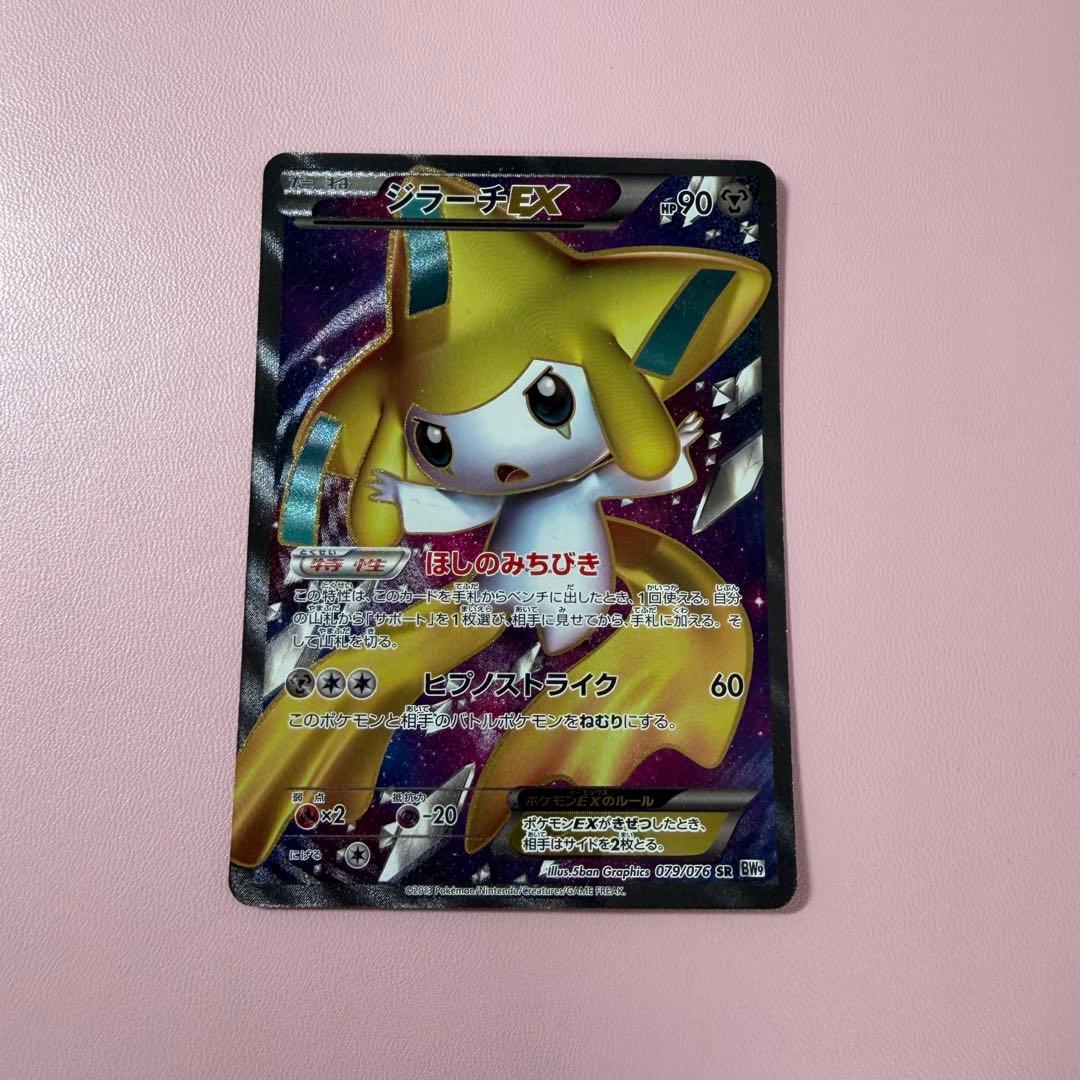 たね ジラーチEX HP90
とくせい
特性 ほしのみちびき
この特性は、このカードを手札からベンチに出したとき、1回使える。自分
の山札から「サポート」を1枚選び、相手に見せてから、手札に加える。そ
して山札を切る。
ヒプノストライク 60
このポケモンと相手のバトルポケモンをねむりにする。
弱点 ×2 抵抗力 -20
にげる
ポケモンEXのルール
ポケモンEXがきぜつしたとき、
相手はサイドを2枚とる。
illus.5ban Graphics 079/076 SR BW9
©2013 Pokémon/Nintendo/Creatures/GAME FREAK.